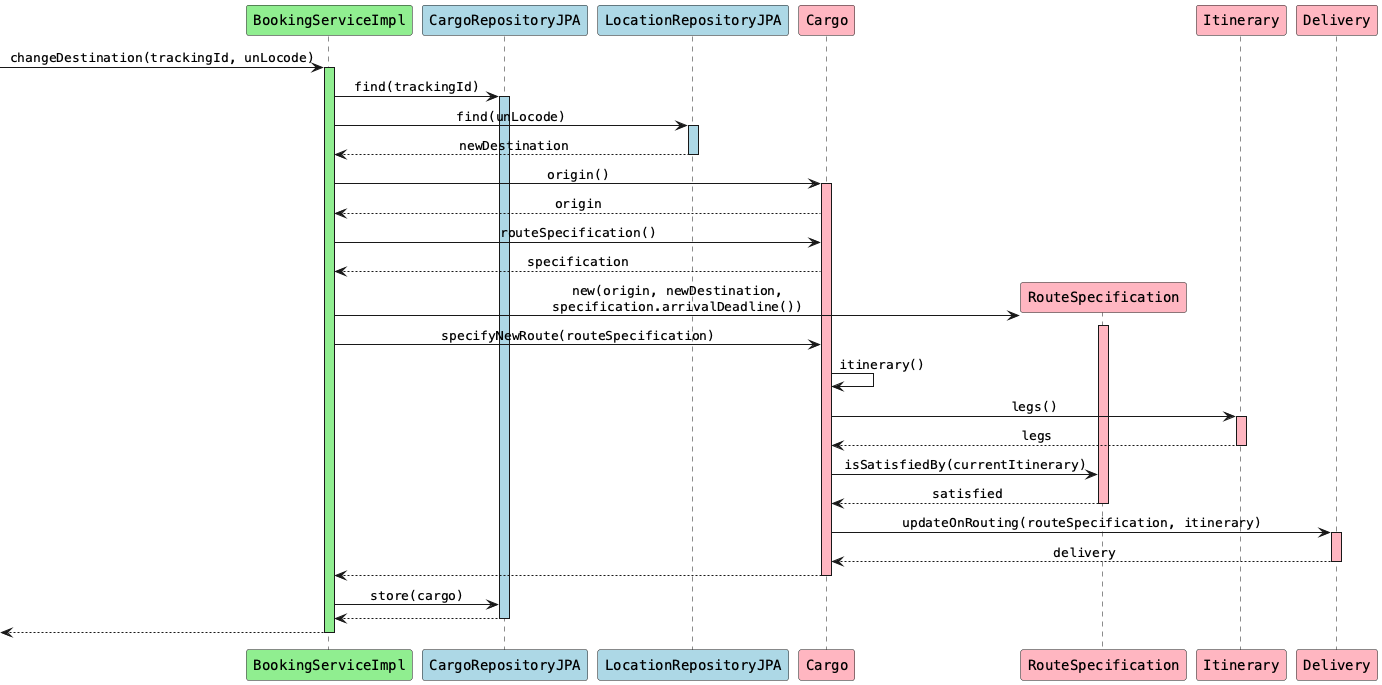 BookingServiceImpl
CargoRepositoryJPA
LocationRepositoryJPA
Cargo
Itinerary
Delivery
changeDestination(trackingId, unLocode)
find(trackingId)
find(unLocode)
newDestination
origin()
origin
routeSpecification()
specification
new(origin, newDestination,
specification.arrivalDeadline())
RouteSpecification
specifyNewRoute(routeSpecification)
itinerary()
legs()
legs
isSatisfiedBy(currentItinerary)
satisfied
updateOnRouting(routeSpecification, itinerary)
delivery
store(cargo)
BookingServiceImpl
CargoRepositoryJPA
LocationRepositoryJPA
Cargo
RouteSpecification
Itinerary
Delivery